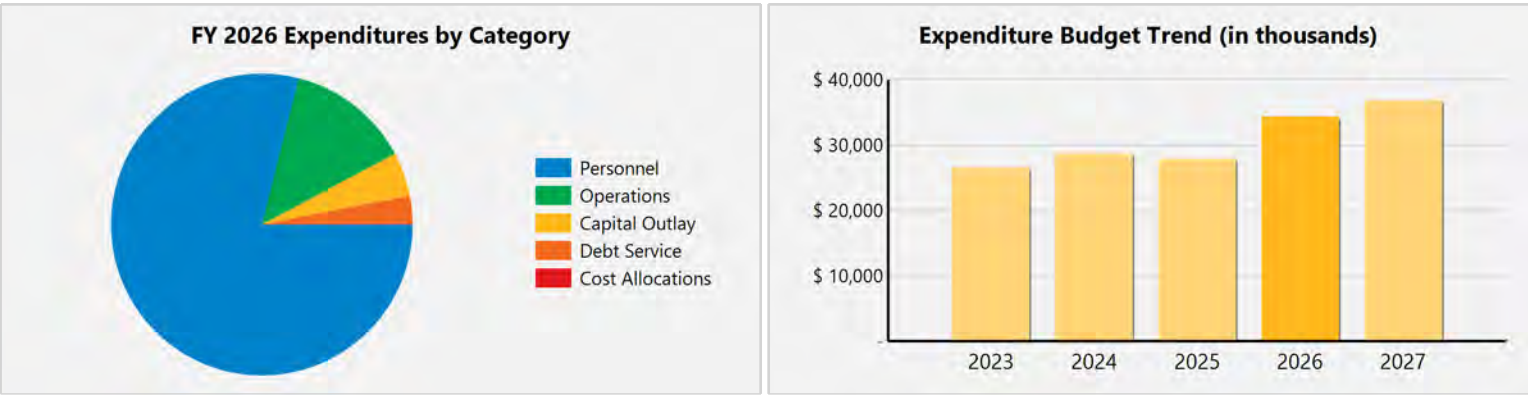 FY 2026 Expenditures by Category
Personnel
Operations
Capital Outlay
Debt Service
Cost Allocations
Expenditure Budget Trend (in thousands)
$ 40,000
$ 30,000
$ 20,000
$ 10,000
-
2023 2024 2025 2026 2027